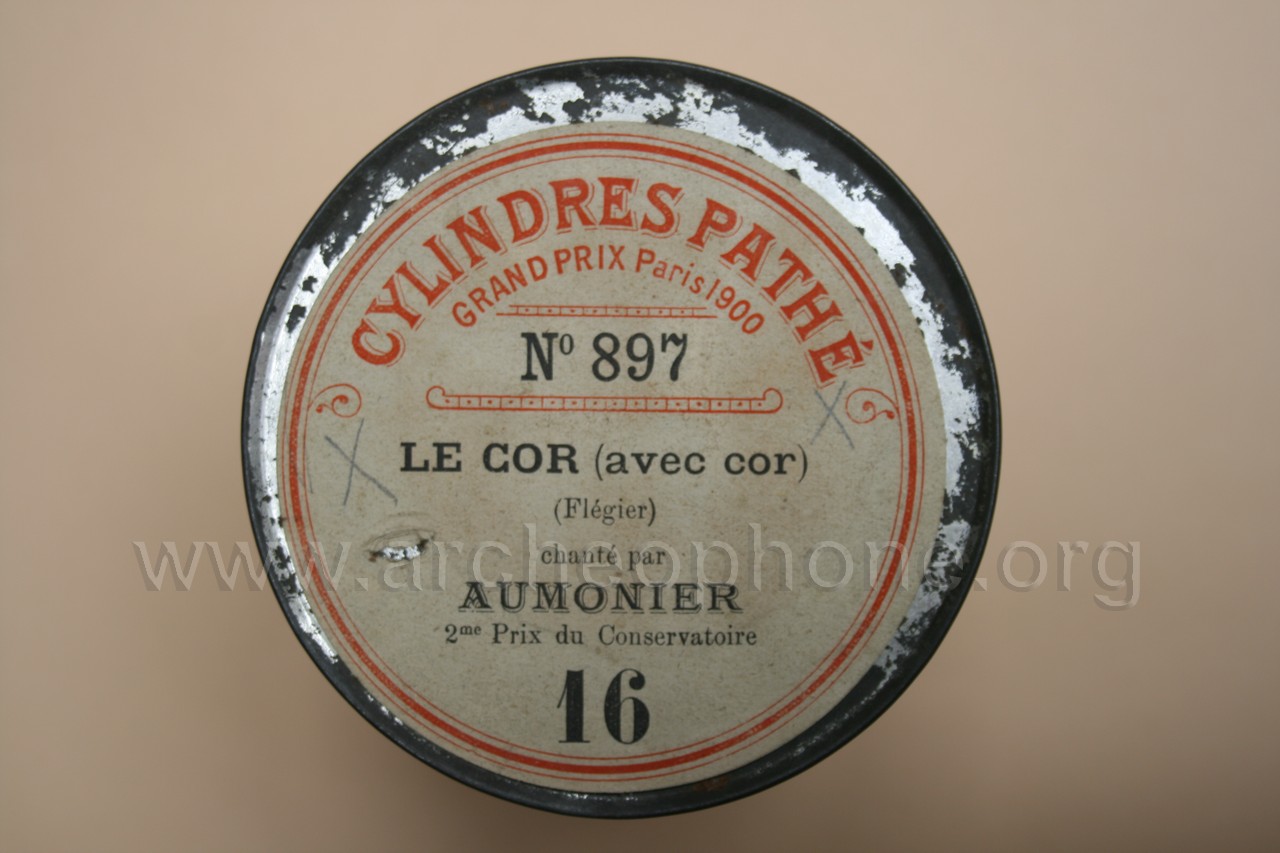 CYLINDRES PATHÉ
GRAND PRIX Paris 1900
Nº 897
LE COR (avec cor)
(Flégier)
chanté par
AUMONIER
2me Prix du Conservatoire
16
www.archeophone.org